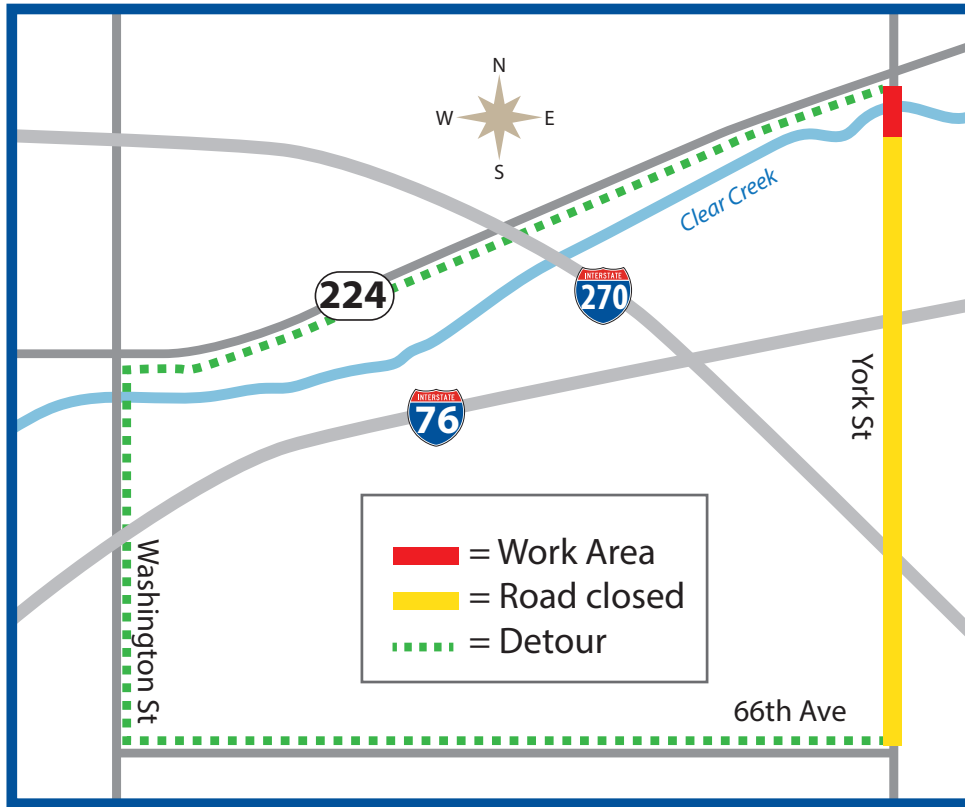 N
W E
S
Clear Creek
224
INTERSTATE
270
INTERSTATE
76
York St
Washington St
= Work Area
= Road closed
= Detour
66th Ave